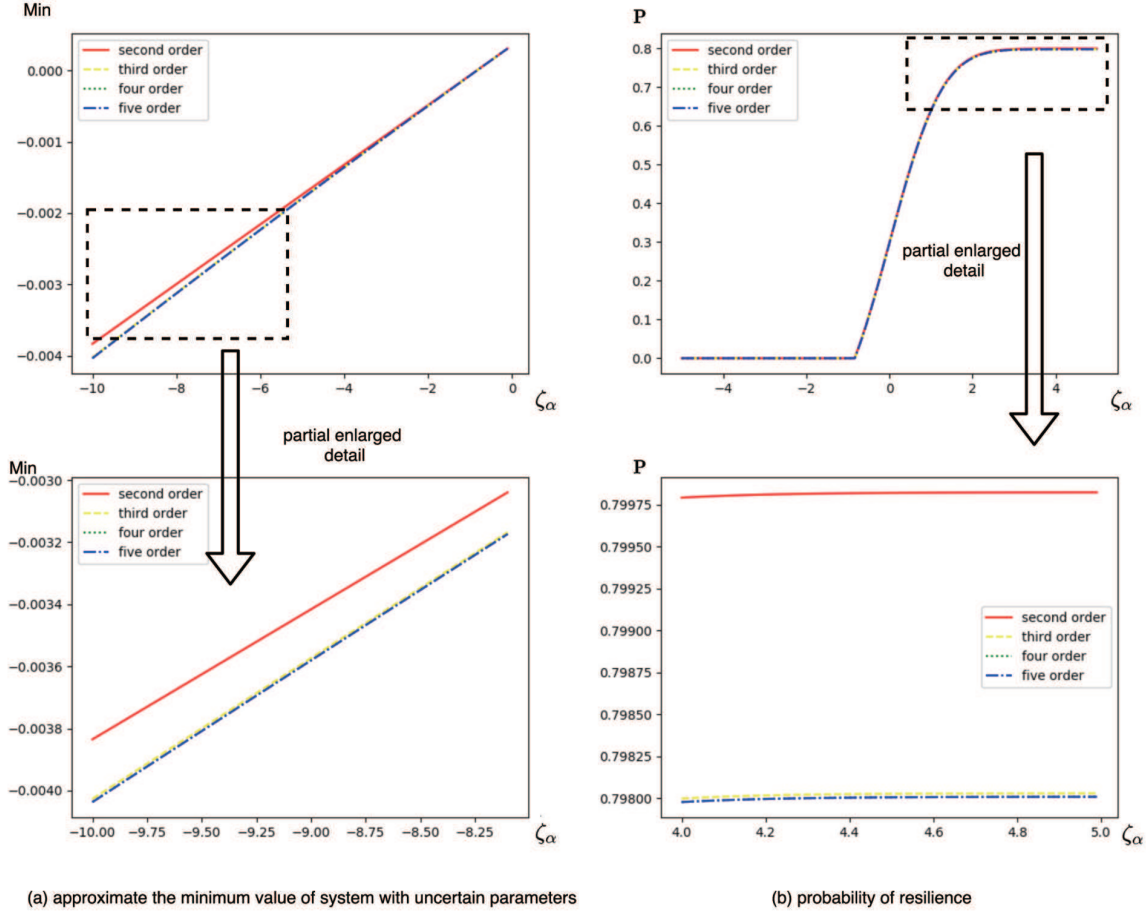 Min
second order
third order
four order
five order
0.000
−0.001
−0.002
−0.003
−0.004
−10
−8
−6
−4
−2
0
ζα
P
second order
third order
four order
five order
0.8
0.7
0.6
0.5
0.4
0.3
0.2
0.1
0.0
−4
−2
0
2
4
ζα
partial enlarged
detail
partial enlarged
detail
Min
second order
third order
four order
five order
−0.0030
−0.0032
−0.0034
−0.0036
−0.0038
−0.0040
−10.00
−9.75
−9.50
−9.25
−9.00
−8.75
−8.50
−8.25
ζα
P
0.79975
0.79950
0.79925
0.79900
0.79875
0.79850
0.79825
0.79800
second order
third order
four order
five order
4.0
4.2
4.4
4.6
4.8
5.0
ζα
(a) approximate the minimum value of system with uncertain parameters
(b) probability of resilience